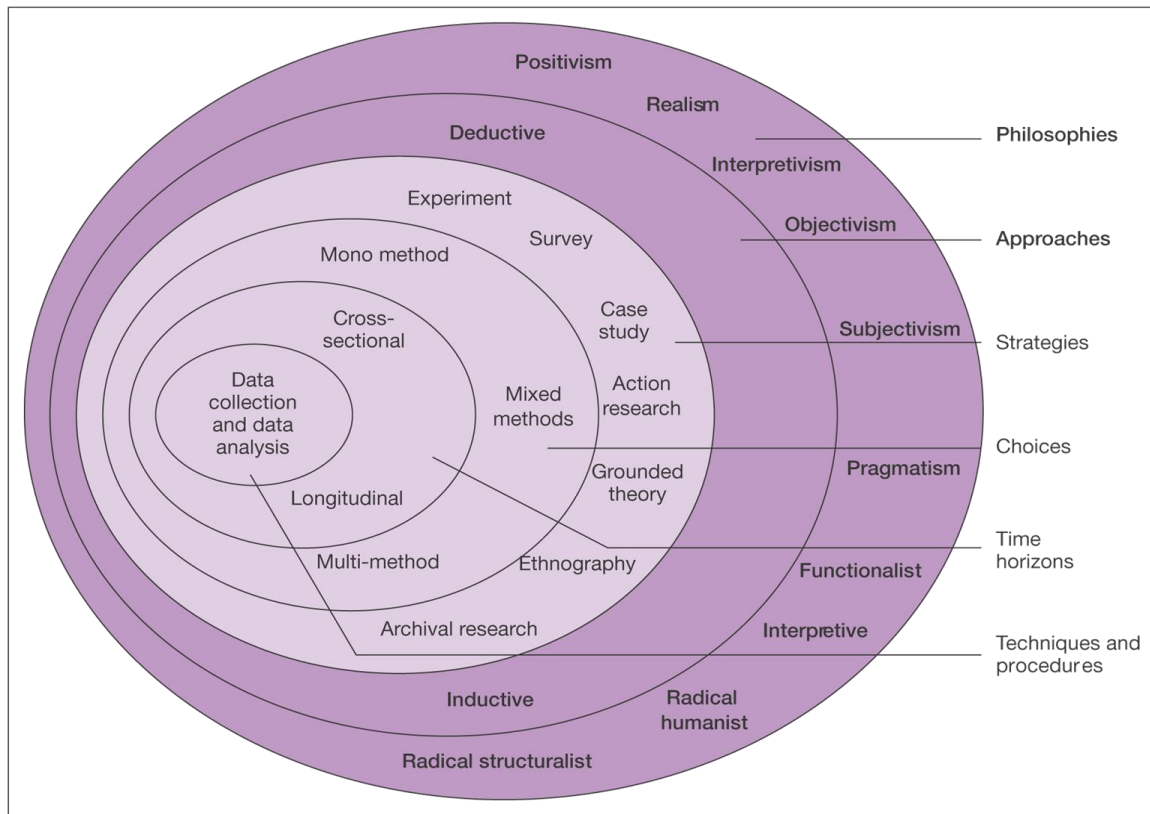 Positivism
Realism
Philosophies
Deductive
Interpretivism
Experiment
Objectivism
Approaches
Survey
Mono method
Case
study
Cross-
sectional
Subjectivism
Strategies
Data
collection
and data
analysis
Mixed
methods
Action
research
Choices
Grounded
theory
Pragmatism
Longitudinal
Time
horizons
Multi-method
Ethnography
Functionalist
Archival research
Interpretive
Techniques and
procedures
Inductive
Radical
humanist
Radical structuralist